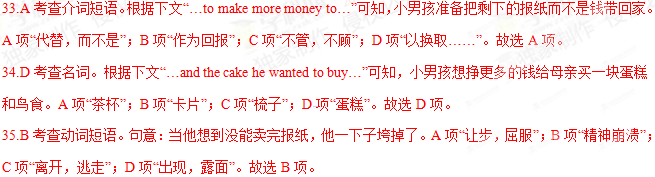 33.A 考查介词短语。根据下文“…to make more money to…”可知，小男孩准备把剩下的报纸而不是钱带回家。
A 项“代替，而不是”；B 项“作为回报”；C 项“不管，不顾”；D 项“以换取……”。故选 A 项。
34.D 考查名词。根据下文“…and the cake he wanted to buy…”可知，小男孩想挣更多的钱给母亲买一块蛋糕
和鸟食。A 项“茶杯”；B 项“卡片”；C 项“梳子”；D 项“蛋糕”。故选 D 项。
35.B 考查动词短语。句意：当他想到没能卖完报纸，他一下子垮掉了。A 项“让步，屈服”；B 项“精神崩溃”；
C 项“离开，逃走”；D 项“出现，露面”。故选 B 项。